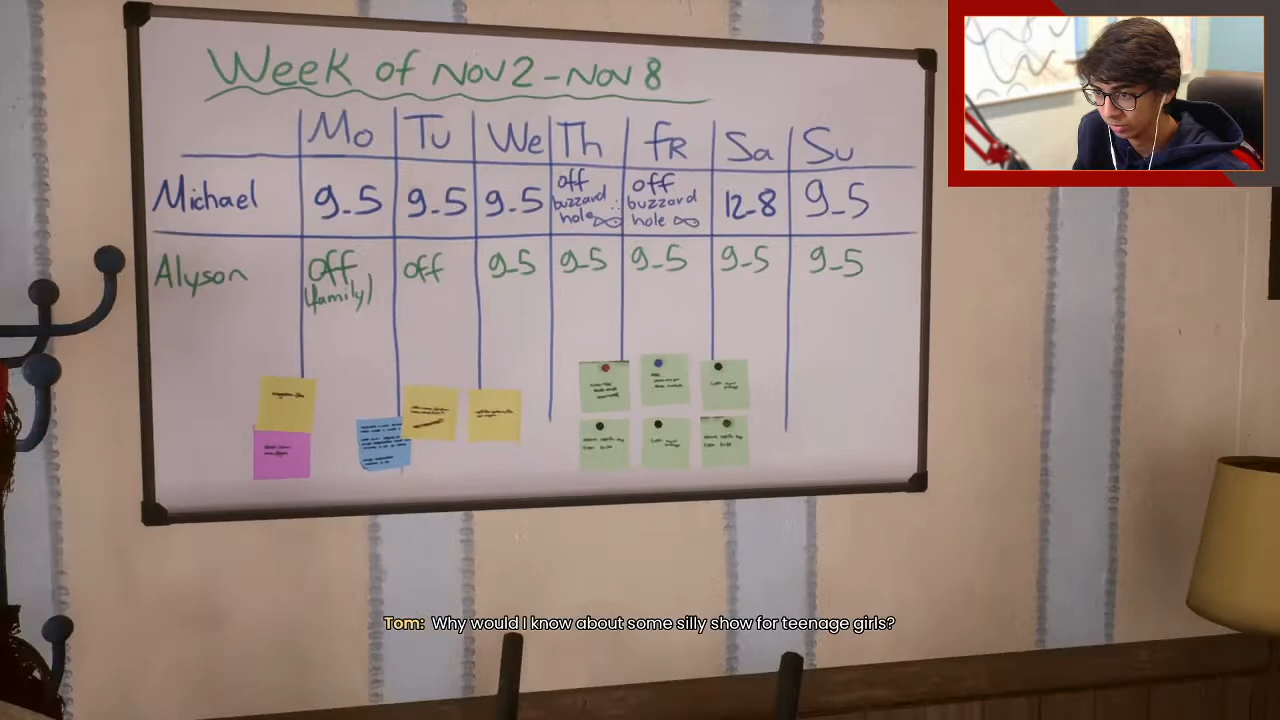 Week of Nov 2 - Nov 8
Mo Tu We Th FR Sa Su
Michael 9-5 9-5 9-5 off buzzard hole off buzzard hole 12-8 9-5
Alyson off (family) off 9-5 9-5 9-5 9-5 9-5
Tom: Why would I know about some silly show for teenage girls?